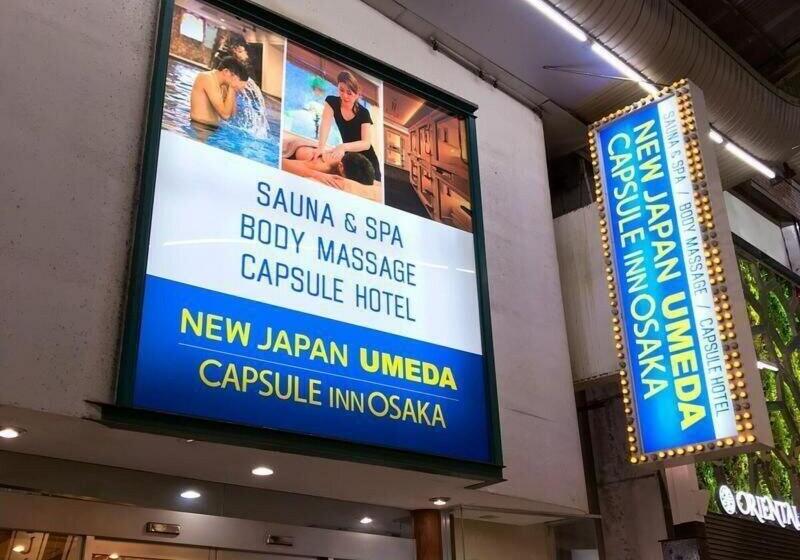 SAUNA & SPA
BODY MASSAGE
CAPSULE HOTEL
NEW JAPAN UMEDA
CAPSULE INN OSAKA
SAUNA & SPA / BODY MASSAGE / CAPSULE HOTEL
NEW JAPAN UMEDA
CAPSULE INN OSAKA
ORIENTAL